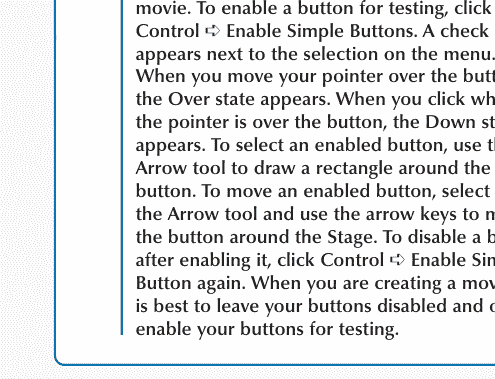 movie. To enable a button for testing, click
Control ➪ Enable Simple Buttons. A check
appears next to the selection on the menu.
When you move your pointer over the butt
the Over state appears. When you click wh
the pointer is over the button, the Down st
appears. To select an enabled button, use t
Arrow tool to draw a rectangle around the
button. To move an enabled button, select
the Arrow tool and use the arrow keys to m
the button around the Stage. To disable a b
after enabling it, click Control ➪ Enable Sim
Button again. When you are creating a mov
is best to leave your buttons disabled and o
enable your buttons for testing.